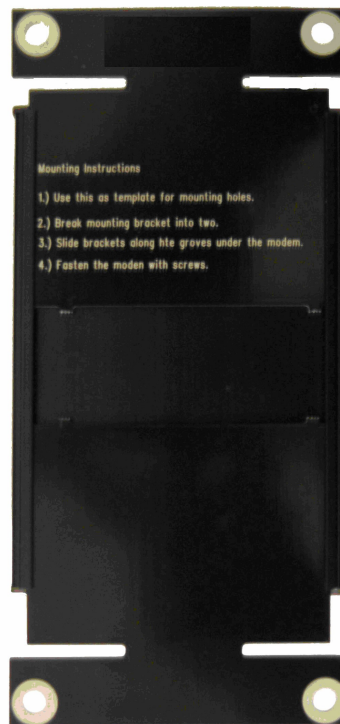 Mounting Instructions
1.) Use this as template for mounting holes.
2.) Break mounting bracket into two.
3.) Slide brackets along hte groves under the modem.
4.) Fasten the moden with screws.